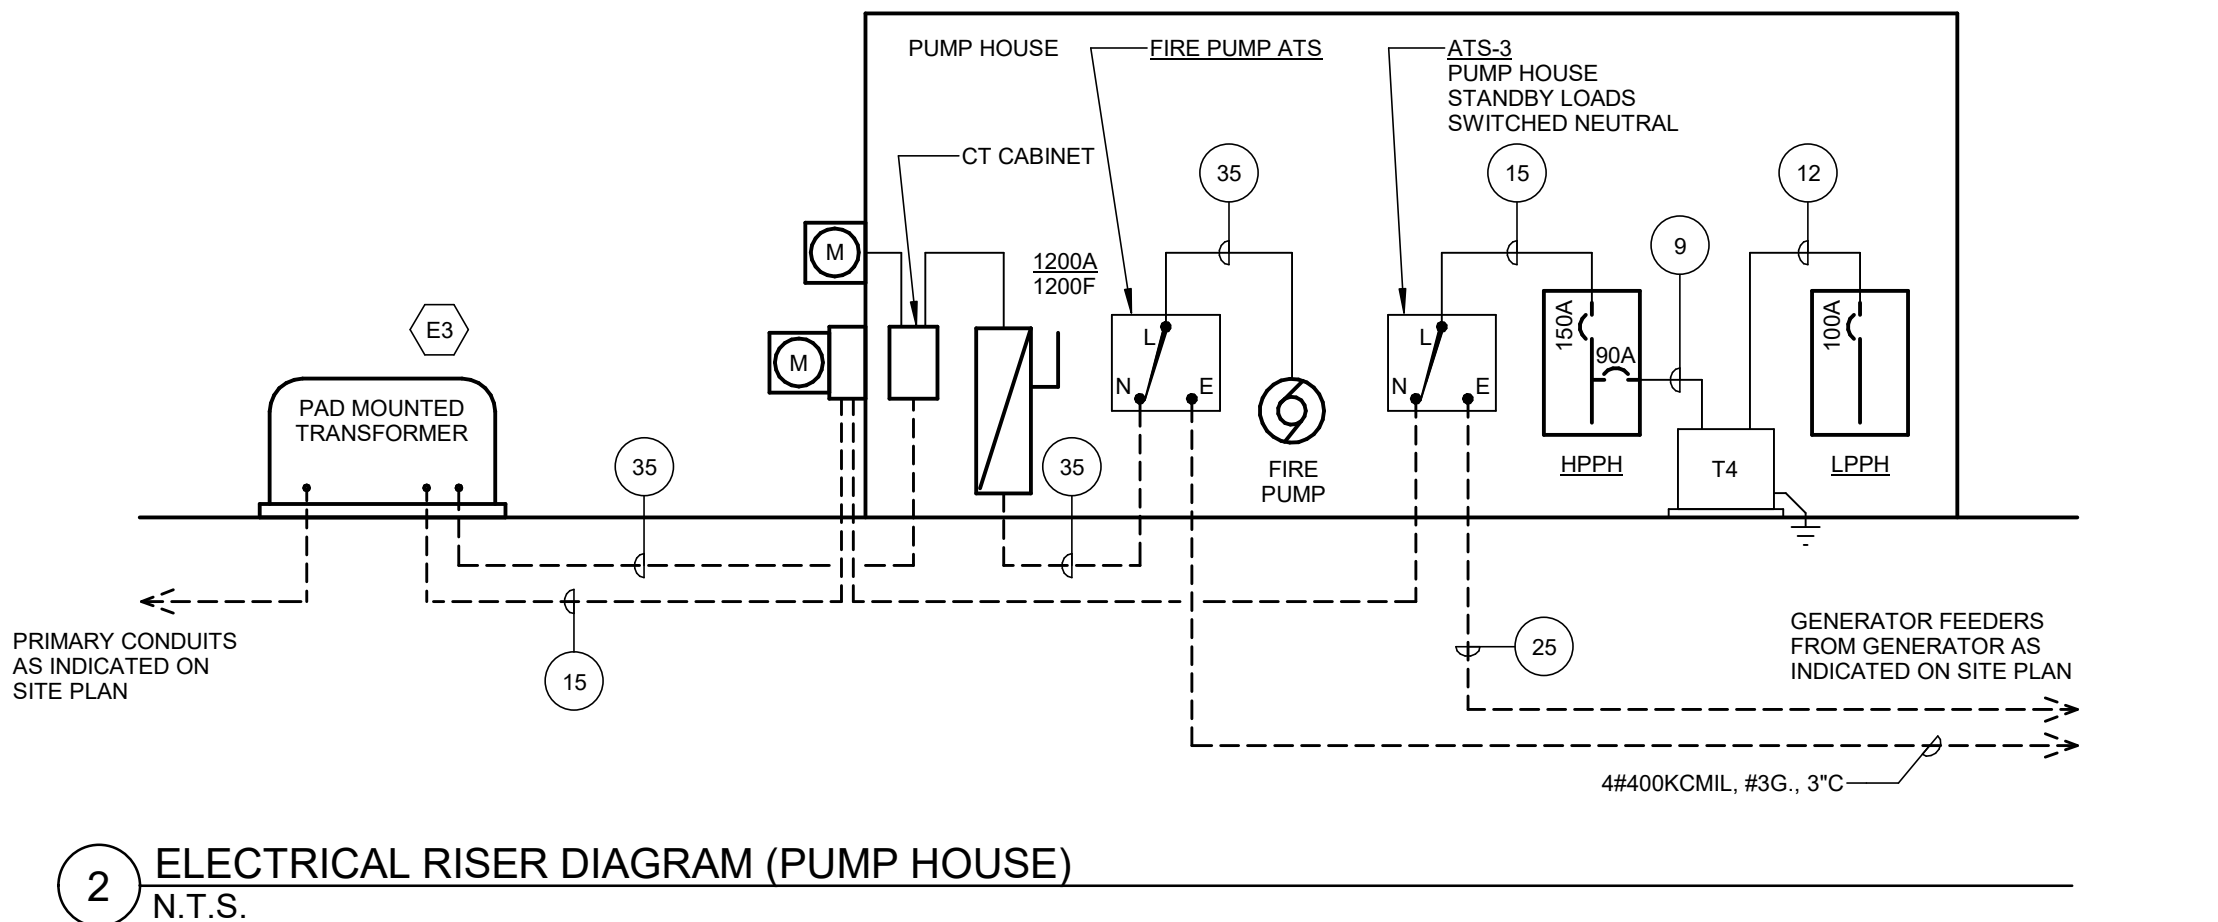 PUMP HOUSE
FIRE PUMP ATS
ATS-3
PUMP HOUSE
STANDBY LOADS
SWITCHED NEUTRAL
CT CABINET
35
15
12
9
M
1200A
1200F
E3
M
L
N
E
L
N
E
150A
90A
100A
PAD MOUNTED
TRANSFORMER
35
35
FIRE
PUMP
HPPH
T4
LPPH
PRIMARY CONDUITS
AS INDICATED ON
SITE PLAN
15
25
GENERATOR FEEDERS
FROM GENERATOR AS
INDICATED ON SITE PLAN
4#400KCMIL, #3G., 3"C
2
ELECTRICAL RISER DIAGRAM (PUMP HOUSE)
N.T.S.